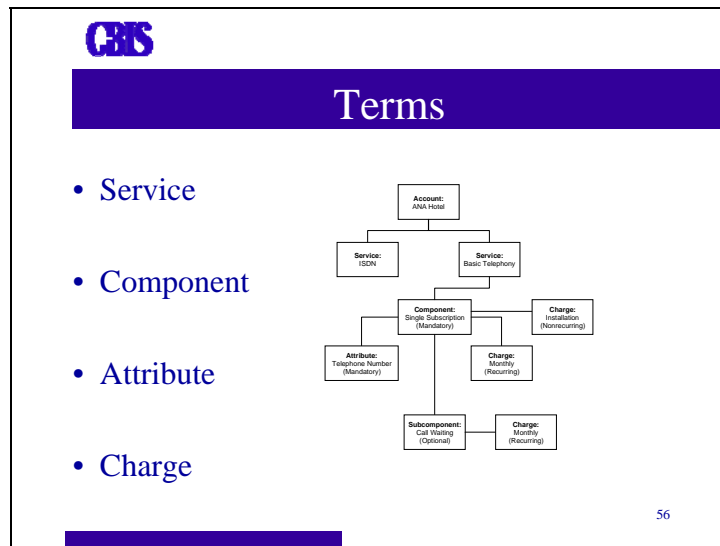 CBIS
Terms
• Service
• Component
• Attribute
• Charge
Account:
ANA Hotel
Service:
ISDN
Service:
Basic Telephony
Component:
Single Subscription
(Mandatory)
Charge:
Installation
(Nonrecurring)
Attribute:
Telephone Number
(Mandatory)
Charge:
Monthly
(Recurring)
Subcomponent:
Call Waiting
(Optional)
Charge:
Monthly
(Recurring)
56